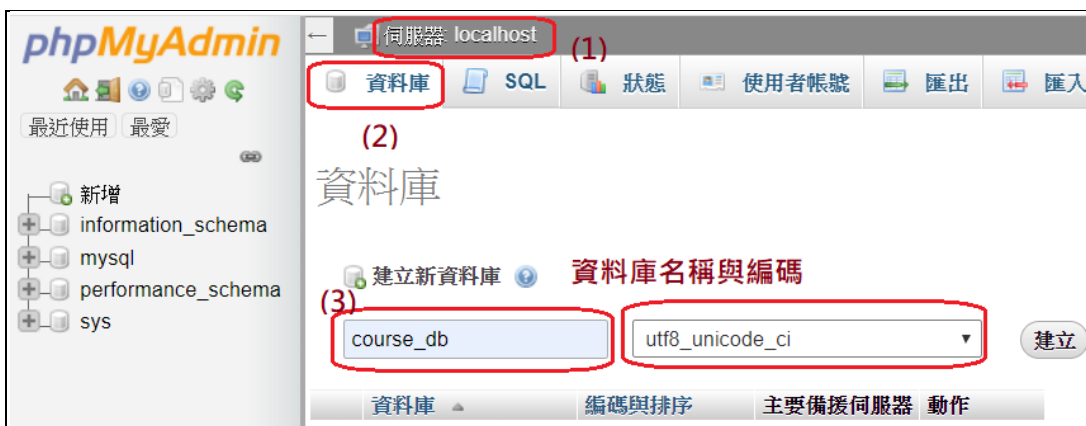 phpMyAdmin
最近使用 最愛
新增
information_schema
mysql
performance_schema
sys
← 伺服器: localhost
(1)
資料庫 SQL 狀態 使用者帳號 匯出 匯入
(2)
資料庫
建立新資料庫 資料庫名稱與編碼
(3)
course_db utf8_unicode_ci 建立
資料庫 編碼與排序 主要備援伺服器 動作